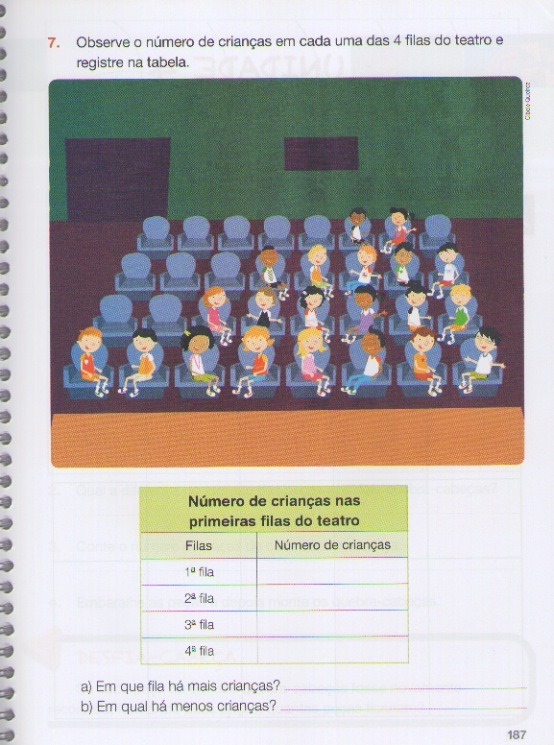 7. Observe o número de crianças em cada uma das 4 filas do teatro e
registre na tabela.
Número de crianças nas
primeiras filas do teatro
Filas Número de crianças
1ª fila
2ª fila
3ª fila
4ª fila
a) Em que fila há mais crianças?
b) Em qual há menos crianças?
187